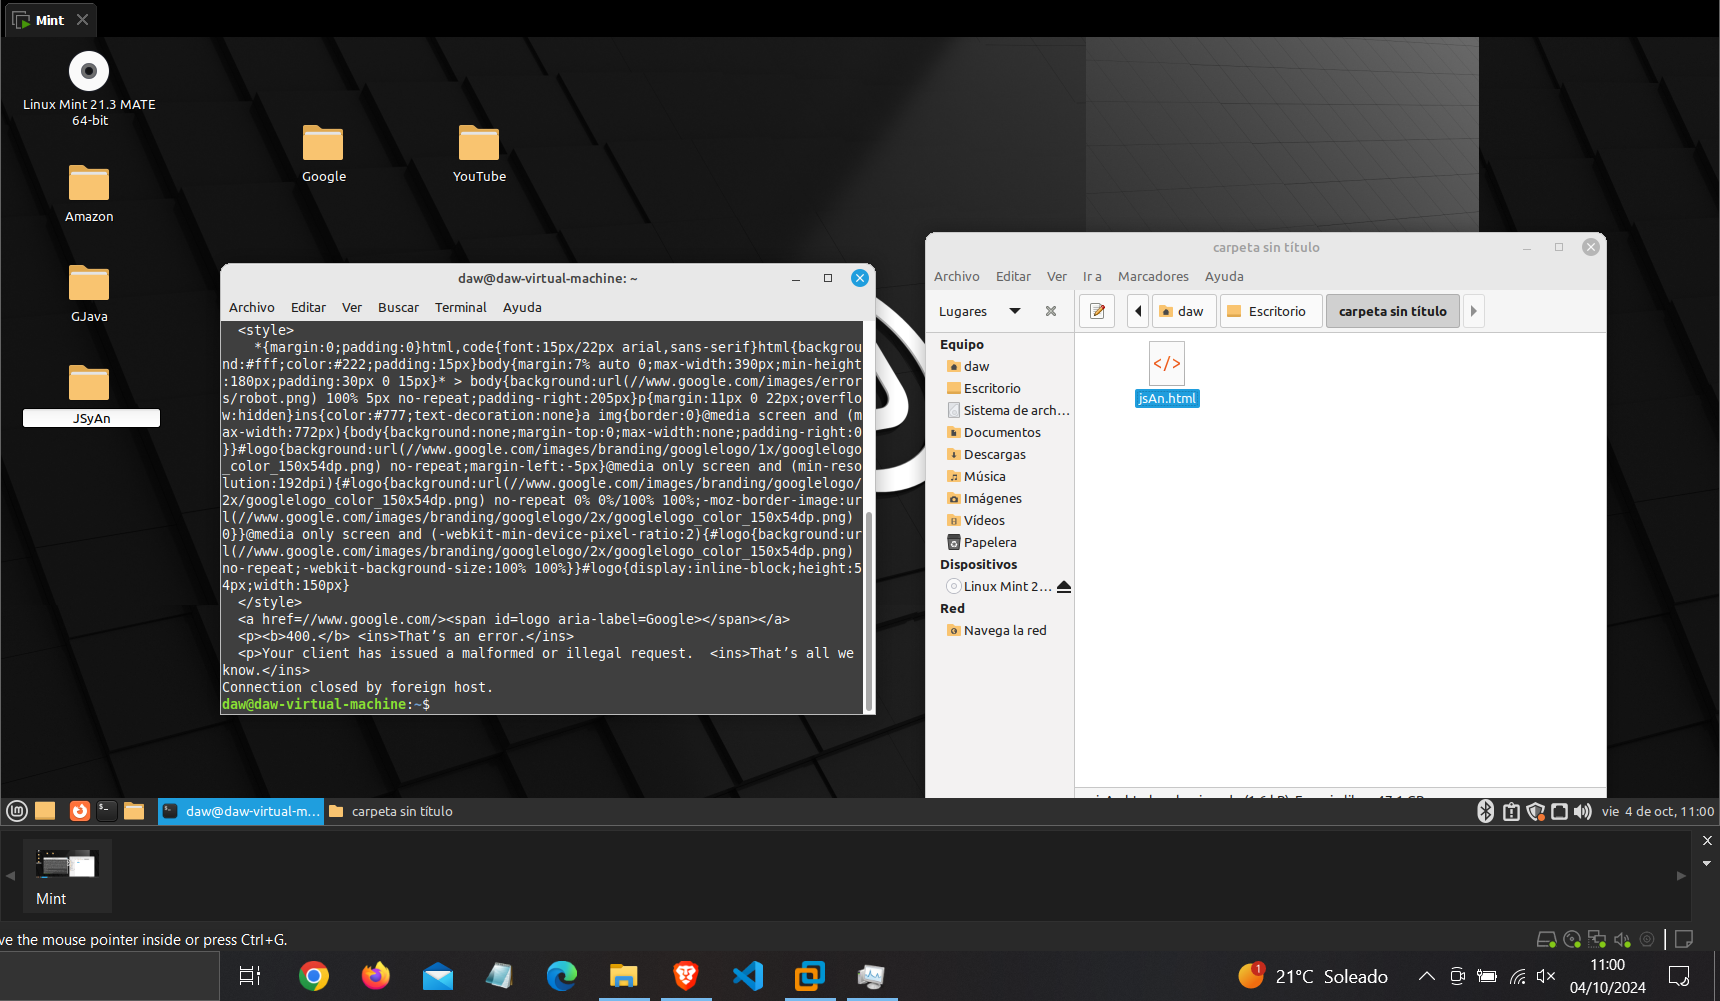 Mint
Linux Mint 21.3 MATE
64-bit
Google
YouTube
Amazon
GJava
JSyAn
daw@daw-virtual-machine: ~
Archivo Editar Ver Buscar Terminal Ayuda
<style>
*{margin:0;padding:0}html,code{font:15px/22px arial,sans-serif}html{backgrou
nd:#fff;color:#222;padding:15px}body{margin:7% auto 0;max-width:390px;min-height
:180px;padding:30px 0 15px}* > body{background:url(//www.google.com/images/error
s/robot.png) 100% 5px no-repeat;padding-right:205px}p{margin:11px 0 22px;overflo
w:hidden}ins{color:#777;text-decoration:none}a img{border:0}@media screen and (m
ax-width:772px){body{background:none;margin-top:0;max-width:none;padding-right:0
}}#logo{background:url(//www.google.com/images/branding/googlelogo/1x/googlelogo
_color_150x54dp.png) no-repeat;margin-left:-5px}@media only screen and (min-reso
lution:192dpi){#logo{background:url(//www.google.com/images/branding/googlelogo/
2x/googlelogo_color_150x54dp.png) no-repeat 0% 0%/100% 100%;-moz-border-image:ur
l(//www.google.com/images/branding/googlelogo/2x/googlelogo_color_150x54dp.png)
0}}@media only screen and (-webkit-min-device-pixel-ratio:2){#logo{background:ur
l(//www.google.com/images/branding/googlelogo/2x/googlelogo_color_150x54dp.png)
no-repeat;-webkit-background-size:100% 100%}}#logo{display:inline-block;height:5
4px;width:150px}
</style>
<a href=//www.google.com/><span id=logo aria-label=Google></span></a>
<p><b>400.</b> <ins>That’s an error.</ins>
<p>Your client has issued a malformed or illegal request.  <ins>That’s all we
know.</ins>
Connection closed by foreign host.
daw@daw-virtual-machine:~$
carpeta sin título
Archivo Editar Ver Ir a Marcadores Ayuda
Lugares
daw Escritorio carpeta sin título
Equipo
daw
Escritorio
Sistema de arch...
Documentos
Descargas
Música
Imágenes
Vídeos
Papelera
Dispositivos
Linux Mint 2...
Red
Navega la red
jsAn.html
daw@daw-virtual-m... carpeta sin título
vie 4 de oct, 11:00
Mint
ve the mouse pointer inside or press Ctrl+G.
1
21°C Soleado
11:00
04/10/2024